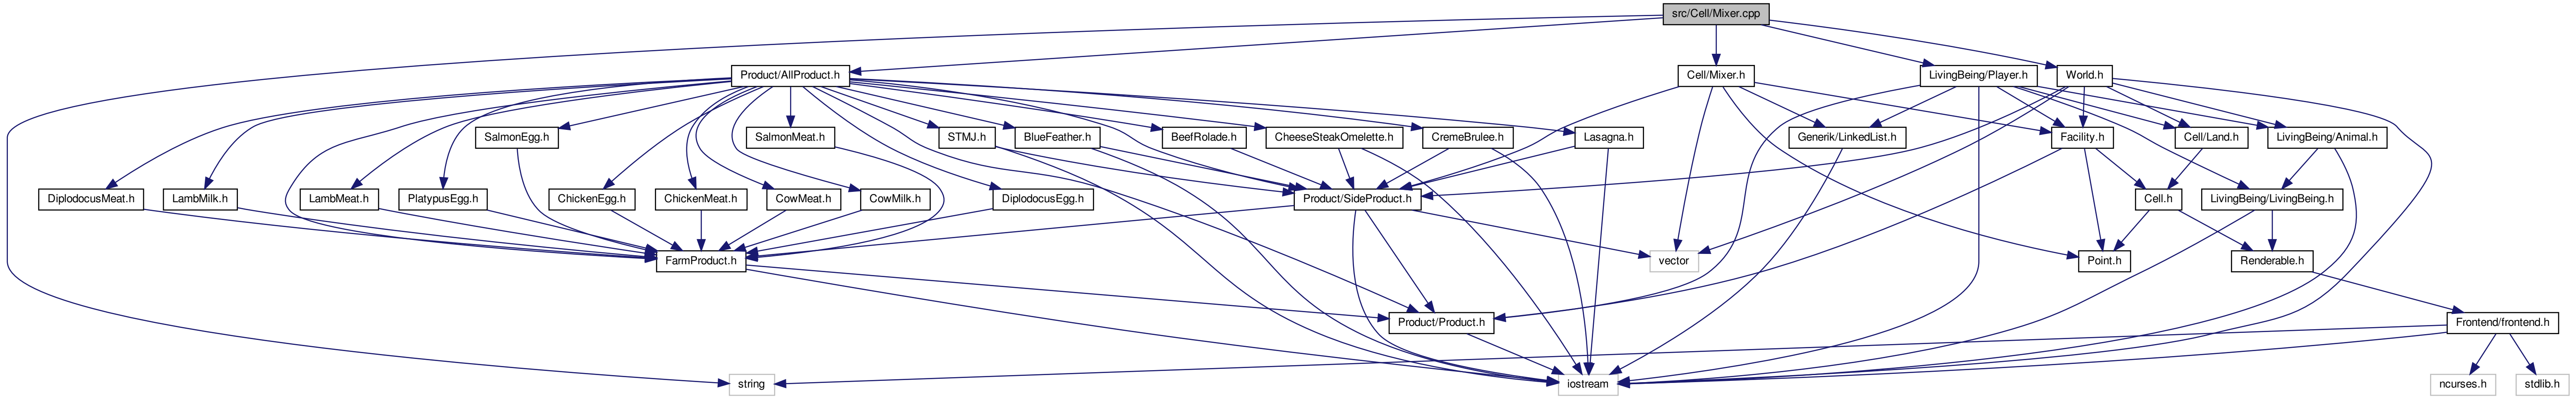 src/Cell/Mixer.cpp
Product/AllProduct.h
Cell/Mixer.h
LivingBeing/Player.h
World.h
SalmonEgg.h
SalmonMeat.h
STMJ.h
BlueFeather.h
BeefRolade.h
CheeseSteakOmelette.h
CremeBrulee.h
Lasagna.h
Generik/LinkedList.h
Facility.h
Cell/Land.h
LivingBeing/Animal.h
DiplodocusMeat.h
LambMilk.h
LambMeat.h
PlatypusEgg.h
ChickenEgg.h
ChickenMeat.h
CowMeat.h
CowMilk.h
DiplodocusEgg.h
Product/SideProduct.h
Cell.h
LivingBeing/LivingBeing.h
FarmProduct.h
vector
Point.h
Renderable.h
Product/Product.h
Frontend/frontend.h
string
iostream
ncurses.h
stdlib.h